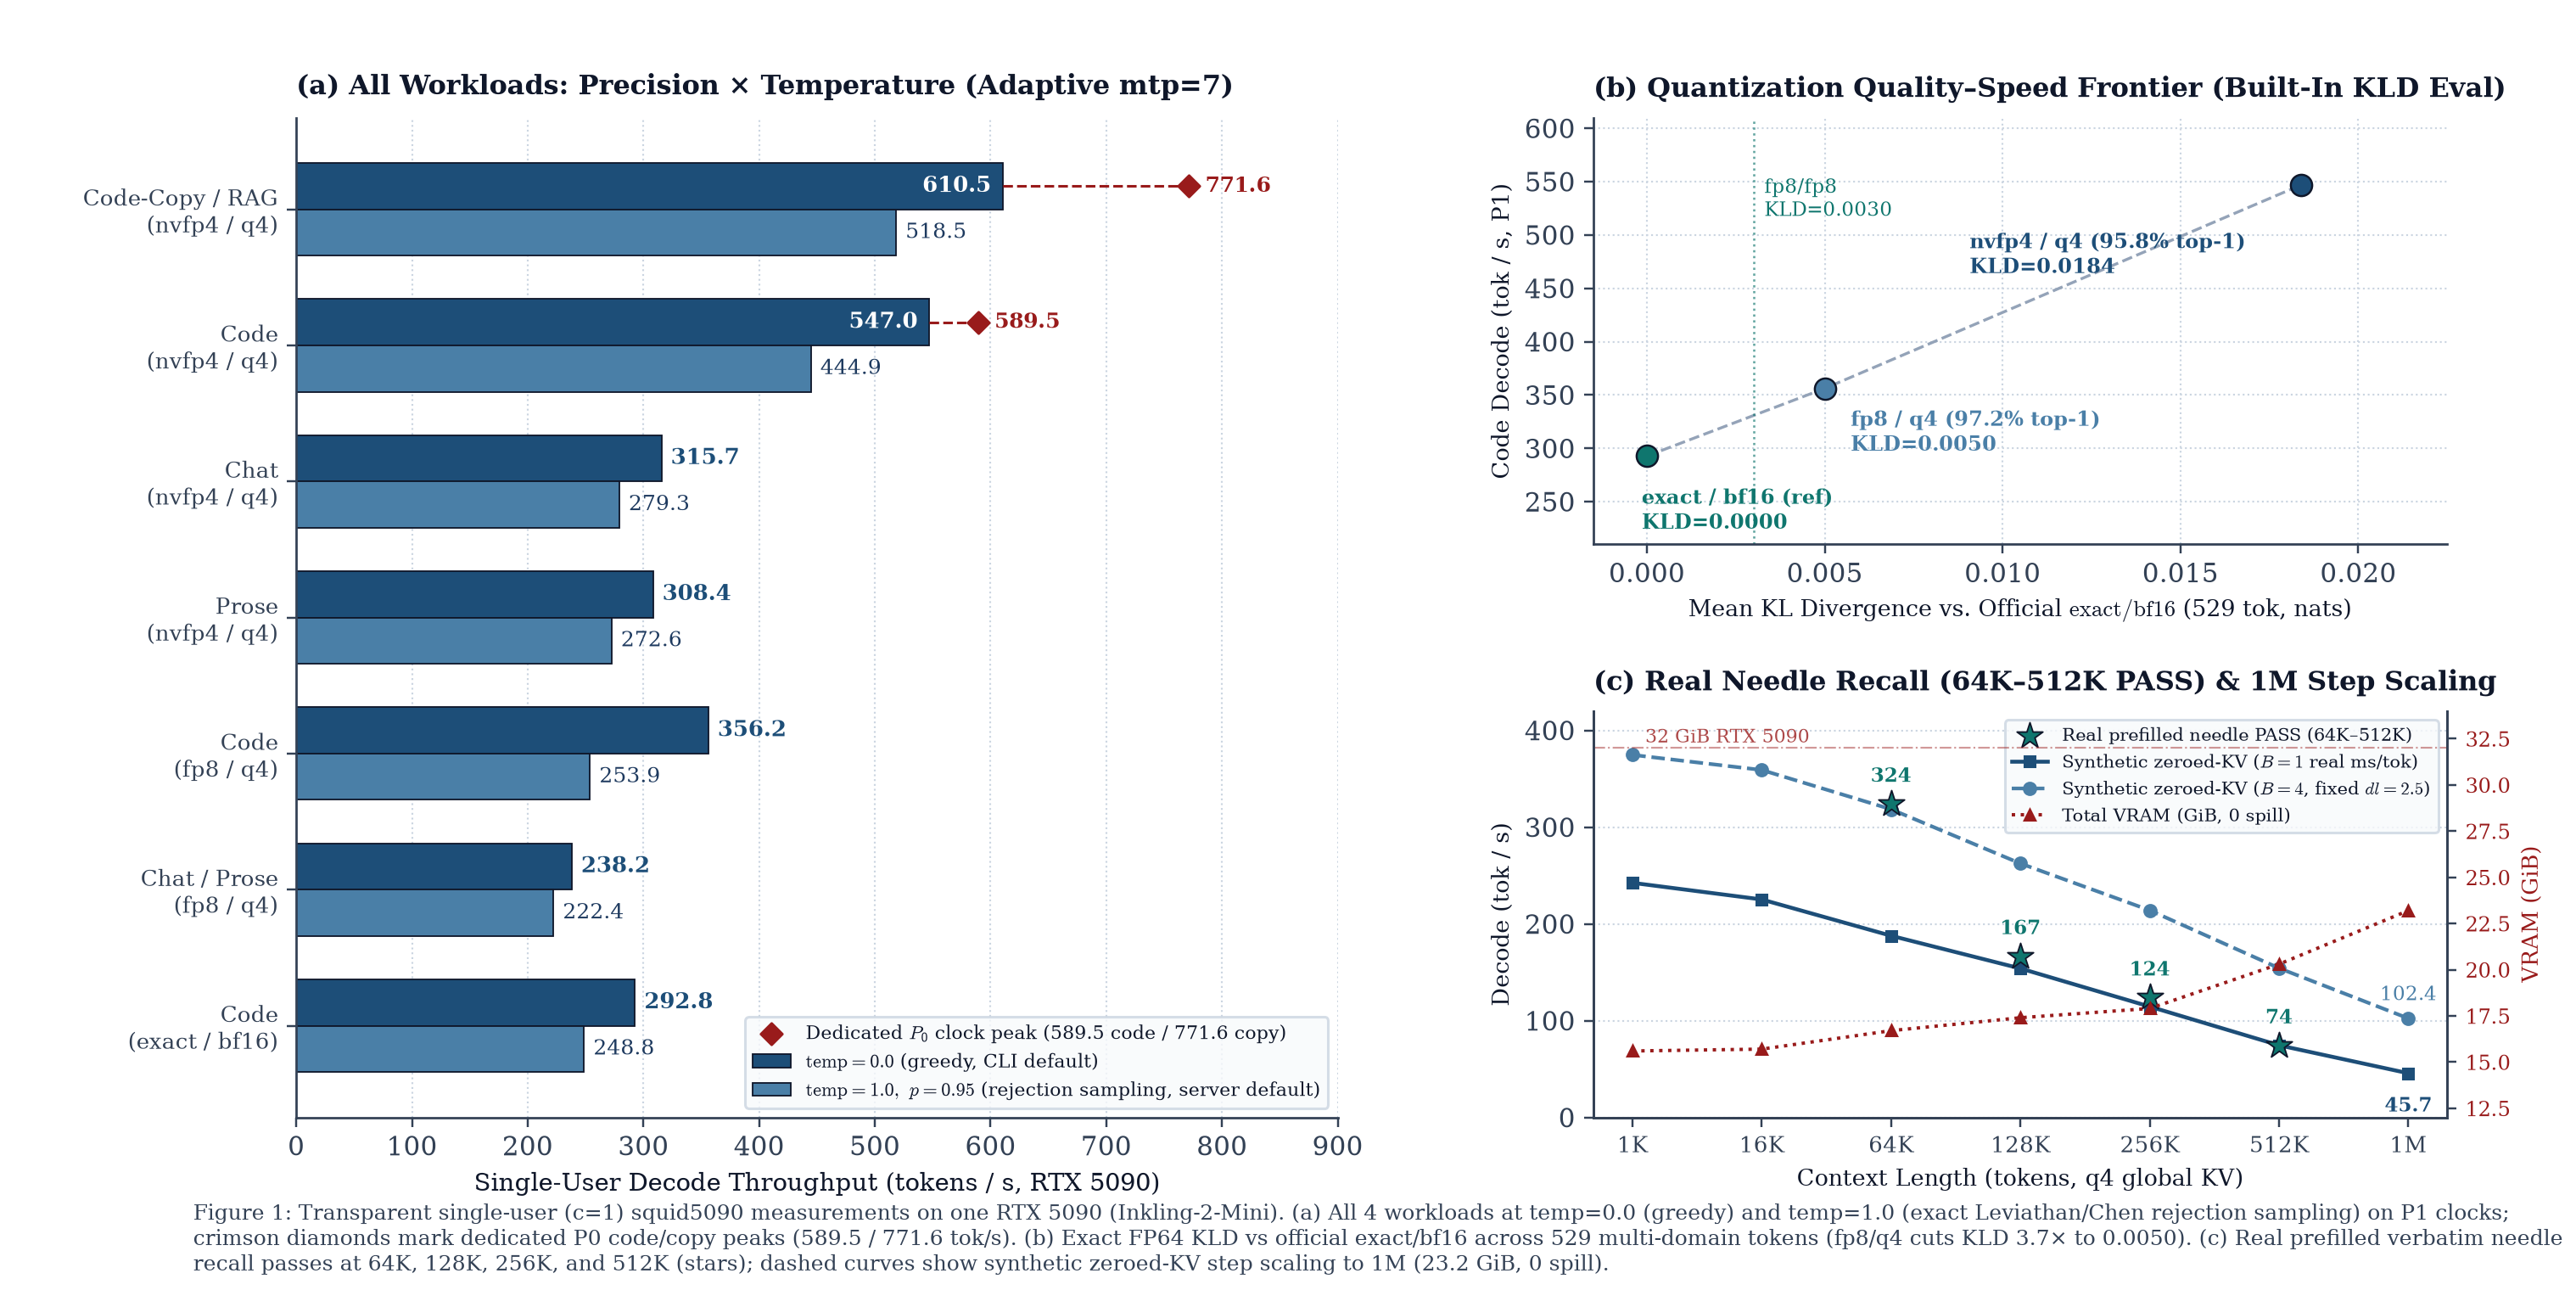 (a) All Workloads: Precision × Temperature (Adaptive mtp=7)
Code-Copy / RAG
(nvfp4 / q4)
610.5
771.6
518.5
Code
(nvfp4 / q4)
547.0
589.5
444.9
Chat
(nvfp4 / q4)
315.7
279.3
Prose
(nvfp4 / q4)
308.4
272.6
Code
(fp8 / q4)
356.2
253.9
Chat / Prose
(fp8 / q4)
238.2
222.4
Code
(exact / bf16)
292.8
248.8
Dedicated P₀ clock peak (589.5 code / 771.6 copy)
temp = 0.0 (greedy, CLI default)
temp = 1.0, p = 0.95 (rejection sampling, server default)
0 100 200 300 400 500 600 700 800 900
Single-User Decode Throughput (tokens / s, RTX 5090)
(b) Quantization Quality–Speed Frontier (Built-In KLD Eval)
Code Decode (tok / s, P1)
600
550
500
450
400
350
300
250
fp8/fp8
KLD=0.0030
nvfp4 / q4 (95.8% top-1)
KLD=0.0184
fp8 / q4 (97.2% top-1)
KLD=0.0050
exact / bf16 (ref)
KLD=0.0000
0.000 0.005 0.010 0.015 0.020
Mean KL Divergence vs. Official exact/bf16 (529 tok, nats)
(c) Real Needle Recall (64K–512K PASS) & 1M Step Scaling
Decode (tok / s)
400
300
200
100
0
32 GiB RTX 5090
Real prefilled needle PASS (64K–512K)
Synthetic zeroed-KV (B = 1 real ms/tok)
Synthetic zeroed-KV (B = 4, fixed dl = 2.5)
Total VRAM (GiB, 0 spill)
324
167
124
74
102.4
45.7
32.5
30.0
27.5
25.0
22.5
20.0
17.5
15.0
12.5
VRAM (GiB)
1K 16K 64K 128K 256K 512K 1M
Context Length (tokens, q4 global KV)
Figure 1: Transparent single-user (c=1) squid5090 measurements on one RTX 5090 (Inkling-2-Mini). (a) All 4 workloads at temp=0.0 (greedy) and temp=1.0 (exact Leviathan/Chen rejection sampling) on P1 clocks;
crimson diamonds mark dedicated P0 code/copy peaks (589.5 / 771.6 tok/s). (b) Exact FP64 KLD vs official exact/bf16 across 529 multi-domain tokens (fp8/q4 cuts KLD 3.7× to 0.0050). (c) Real prefilled verbatim needle
recall passes at 64K, 128K, 256K, and 512K (stars); dashed curves show synthetic zeroed-KV step scaling to 1M (23.2 GiB, 0 spill).